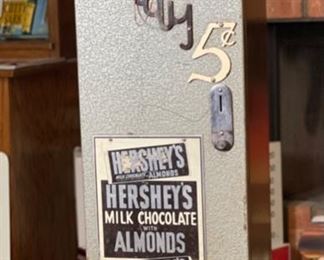 5¢
HERSHEY'S
MILK CHOCOLATE ALMONDS
HERSHEY'S
MILK CHOCOLATE
WITH
ALMONDS